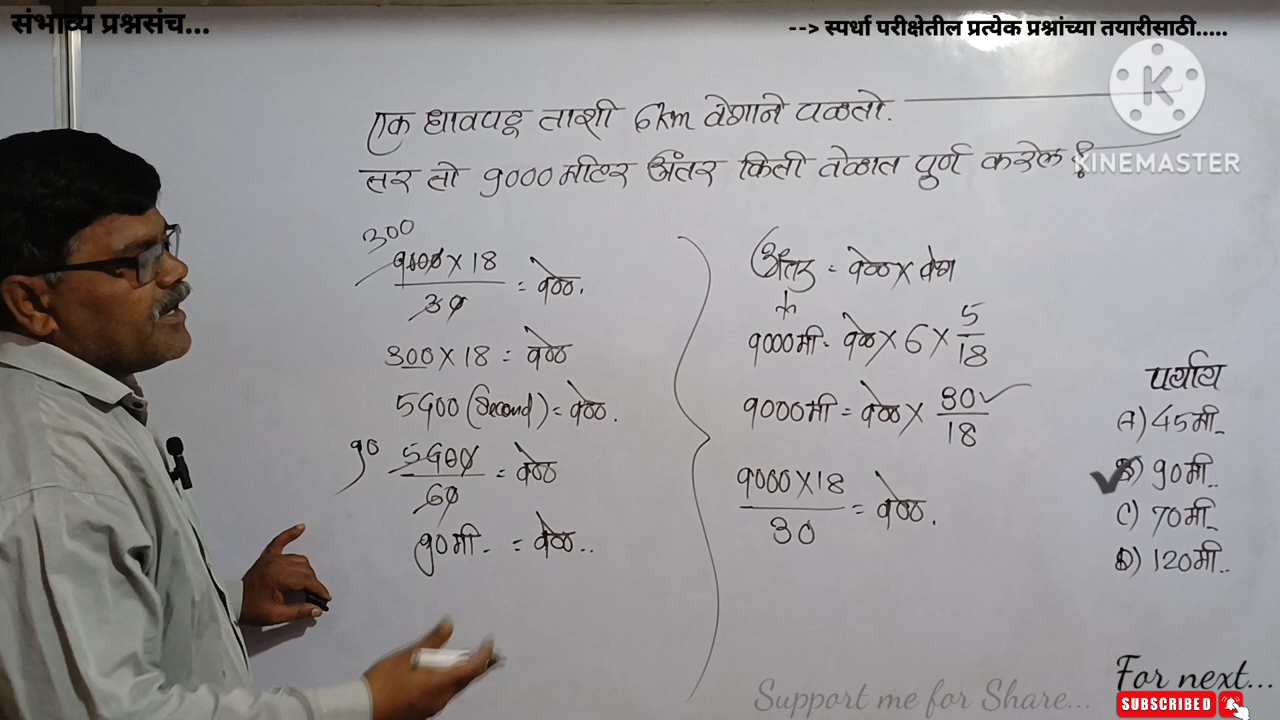 संभाव्य प्रश्नसंच...
--> स्पर्धा परीक्षेतील प्रत्येक प्रश्नांच्या तयारीसाठी.....
K
KINEMASTER
एक धावपटू ताशी 6km वेगाने पळतो.
तर तो 9000 मीटर अंतर किती वेळात पुर्ण करेल ?
300
9000 × 18 / 30 = वेळ.
300 × 18 = वेळ
5400 (Second) = वेळ.
90
5400 / 60 = वेळ
90 मी. = वेळ..
अंतर = वेळ × वेग
9000मी = वेळ × 6 × 5/18
9000मी = वेळ × 30/18
9000 × 18 / 30 = वेळ.
पर्याय
(A) 45मी.
(B) 90मी..
(C) 70मी.
(D) 120मी..
Support me for Share...
For next...
SUBSCRIBED